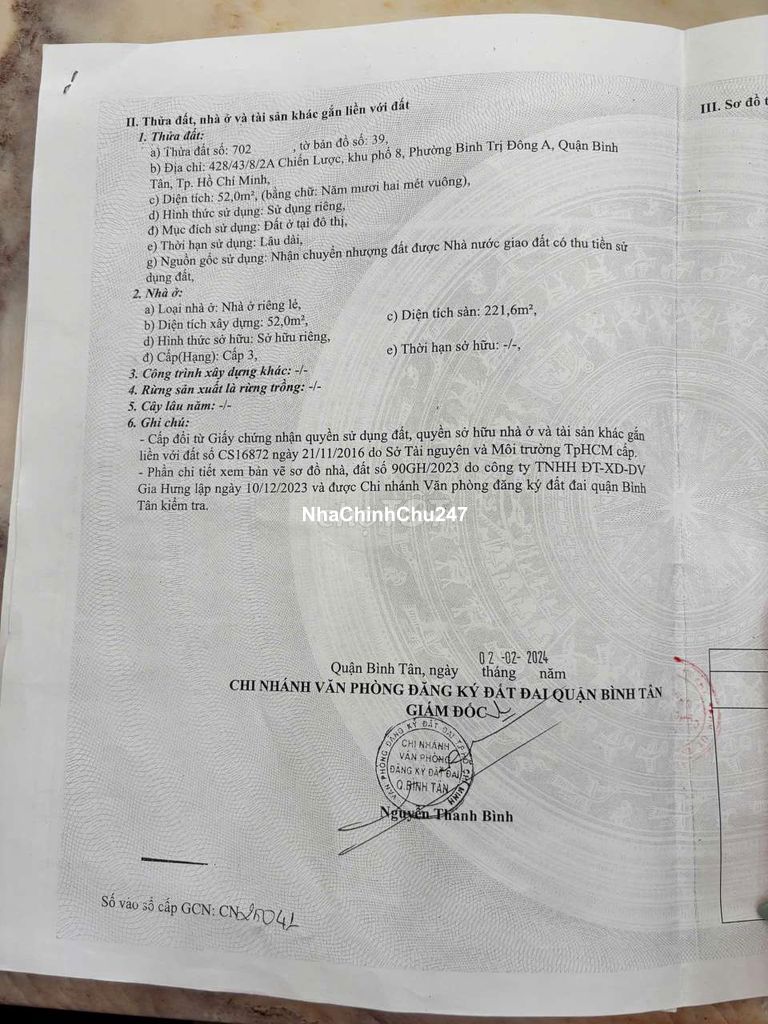 II. Thửa đất, nhà ở và tài sản khác gắn liền với đất
1. Thửa đất:
a) Thửa đất số: 702 , tờ bản đồ số: 39,
b) Địa chỉ: 428/43/8/2A Chiến Lược, khu phố 8, Phường Bình Trị Đông A, Quận Bình
Tân, Tp. Hồ Chí Minh,
c) Diện tích: 52,0m², (bằng chữ: Năm mươi hai mét vuông),
d) Hình thức sử dụng: Sử dụng riêng,
đ) Mục đích sử dụng: Đất ở tại đô thị,
e) Thời hạn sử dụng: Lâu dài,
g) Nguồn gốc sử dụng: Nhận chuyển nhượng đất được Nhà nước giao đất có thu tiền sử
dụng đất,
2. Nhà ở:
a) Loại nhà ở: Nhà ở riêng lẻ,
b) Diện tích xây dựng: 52,0m², c) Diện tích sàn: 221,6m²,
d) Hình thức sở hữu: Sở hữu riêng,
đ) Cấp(Hạng): Cấp 3, e) Thời hạn sở hữu: -/-,
3. Công trình xây dựng khác: -/-
4. Rừng sản xuất là rừng trồng: -/-
5. Cây lâu năm: -/-
6. Ghi chú:
- Cấp đổi từ Giấy chứng nhận quyền sử dụng đất, quyền sở hữu nhà ở và tài sản khác gắn
liền với đất số CS16872 ngày 21/11/2016 do Sở Tài nguyên và Môi trường TpHCM cấp.
- Phần chi tiết xem bản vẽ sơ đồ nhà, đất số 90GH/2023 do công ty TNHH ĐT-XD-DV
Gia Hưng lập ngày 10/12/2023 và được Chi nhánh Văn phòng đăng ký đất đai quận Bình
Tân kiểm tra.
NhaChinhChu247
02-02-2024
Quận Bình Tân, ngày tháng năm
CHI NHÁNH VĂN PHÒNG ĐĂNG KÝ ĐẤT ĐAI QUẬN BÌNH TÂN
GIÁM ĐỐC
CHI NHÁNH
VĂN PHÒNG
ĐĂNG KÝ ĐẤT ĐAI
Q.BÌNH TÂN
Nguyễn Thanh Bình
Số vào sổ cấp GCN: CN
III. Sơ đồ